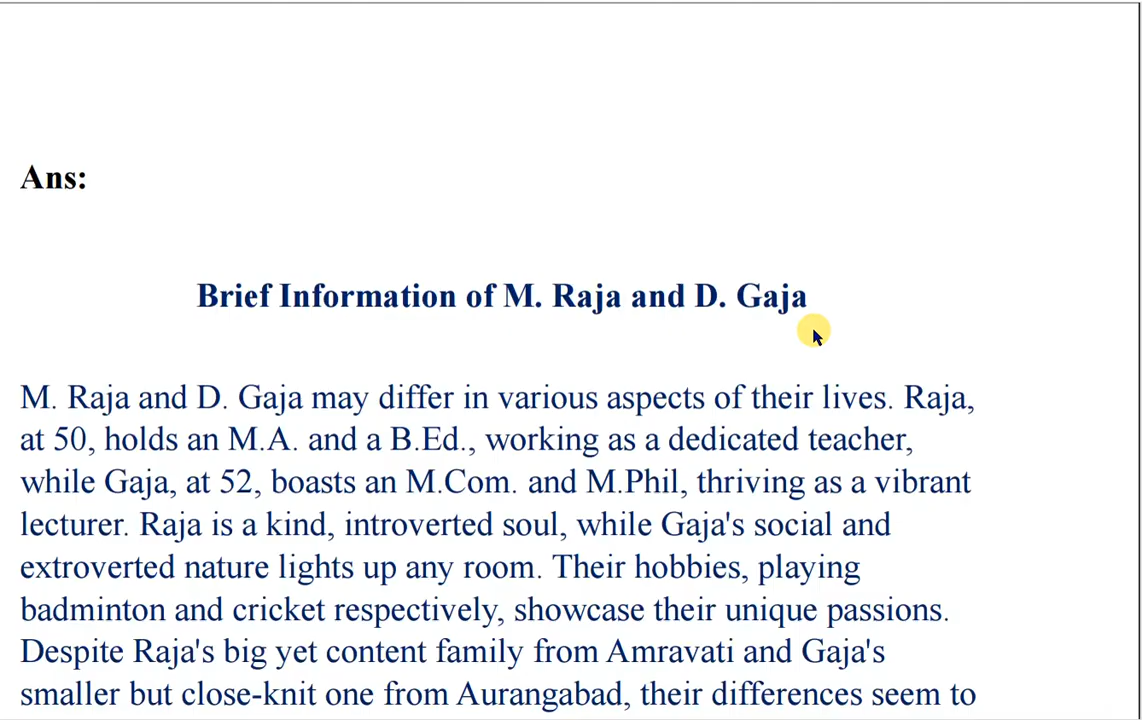 Ans:
Brief Information of M. Raja and D. Gaja
M. Raja and D. Gaja may differ in various aspects of their lives. Raja,
at 50, holds an M.A. and a B.Ed., working as a dedicated teacher,
while Gaja, at 52, boasts an M.Com. and M.Phil, thriving as a vibrant
lecturer. Raja is a kind, introverted soul, while Gaja's social and
extroverted nature lights up any room. Their hobbies, playing
badminton and cricket respectively, showcase their unique passions.
Despite Raja's big yet content family from Amravati and Gaja's
smaller but close-knit one from Aurangabad, their differences seem to